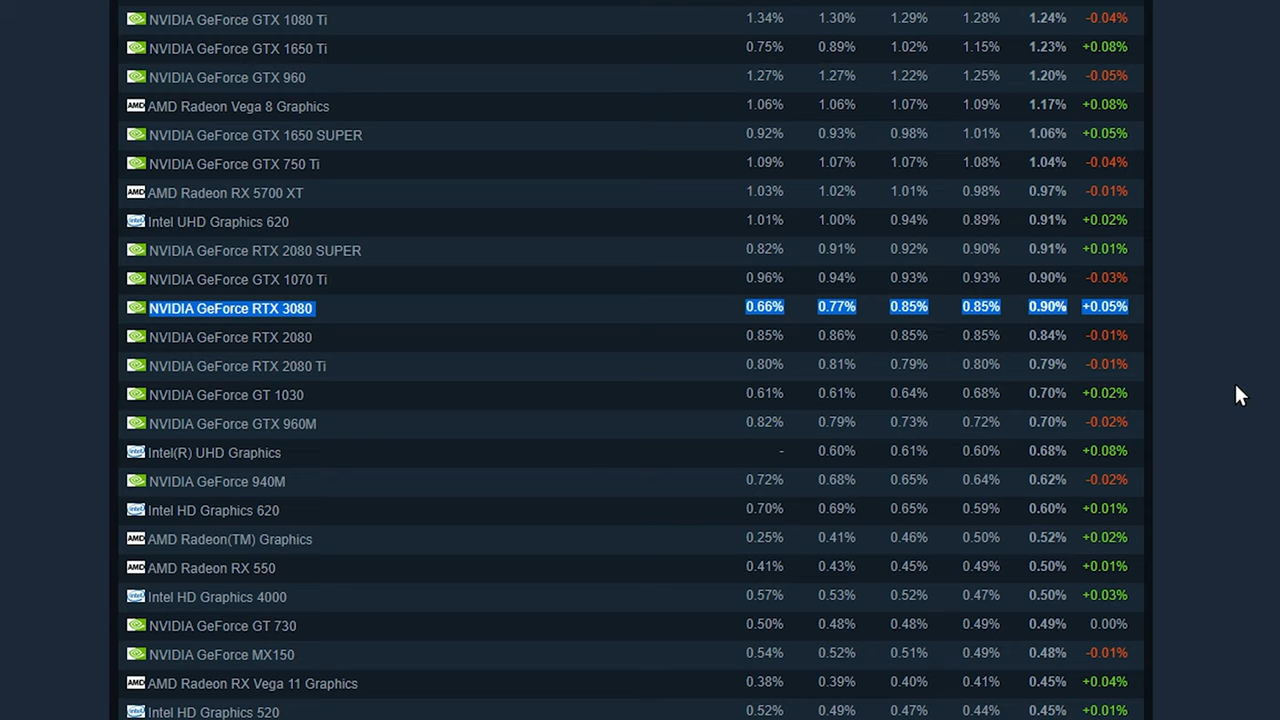 NVIDIA GeForce GTX 1080 Ti 1.34% 1.30% 1.29% 1.28% 1.24% -0.04%
NVIDIA GeForce GTX 1650 Ti 0.75% 0.89% 1.02% 1.15% 1.23% +0.08%
NVIDIA GeForce GTX 960 1.27% 1.27% 1.22% 1.25% 1.20% -0.05%
AMD AMD Radeon Vega 8 Graphics 1.06% 1.06% 1.07% 1.09% 1.17% +0.08%
NVIDIA GeForce GTX 1650 SUPER 0.92% 0.93% 0.98% 1.01% 1.06% +0.05%
NVIDIA GeForce GTX 750 Ti 1.09% 1.07% 1.07% 1.08% 1.04% -0.04%
AMD AMD Radeon RX 5700 XT 1.03% 1.02% 1.01% 0.98% 0.97% -0.01%
intel Intel UHD Graphics 620 1.01% 1.00% 0.94% 0.89% 0.91% +0.02%
NVIDIA GeForce RTX 2080 SUPER 0.82% 0.91% 0.92% 0.90% 0.91% +0.01%
NVIDIA GeForce GTX 1070 Ti 0.96% 0.94% 0.93% 0.93% 0.90% -0.03%
NVIDIA GeForce RTX 3080 0.66% 0.77% 0.85% 0.85% 0.90% +0.05%
NVIDIA GeForce RTX 2080 0.85% 0.86% 0.85% 0.85% 0.84% -0.01%
NVIDIA GeForce RTX 2080 Ti 0.80% 0.81% 0.79% 0.80% 0.79% -0.01%
NVIDIA GeForce GT 1030 0.61% 0.61% 0.64% 0.68% 0.70% +0.02%
NVIDIA GeForce GTX 960M 0.82% 0.79% 0.73% 0.72% 0.70% -0.02%
intel Intel(R) UHD Graphics - 0.60% 0.61% 0.60% 0.68% +0.08%
NVIDIA GeForce 940M 0.72% 0.68% 0.65% 0.64% 0.62% -0.02%
intel Intel HD Graphics 620 0.70% 0.69% 0.65% 0.59% 0.60% +0.01%
AMD AMD Radeon(TM) Graphics 0.25% 0.41% 0.46% 0.50% 0.52% +0.02%
AMD AMD Radeon RX 550 0.41% 0.43% 0.45% 0.49% 0.50% +0.01%
intel Intel HD Graphics 4000 0.57% 0.53% 0.52% 0.47% 0.50% +0.03%
NVIDIA GeForce GT 730 0.50% 0.48% 0.48% 0.49% 0.49% 0.00%
NVIDIA GeForce MX150 0.54% 0.52% 0.51% 0.49% 0.48% -0.01%
AMD AMD Radeon RX Vega 11 Graphics 0.38% 0.39% 0.40% 0.41% 0.45% +0.04%
intel Intel HD Graphics 520 0.52% 0.49% 0.47% 0.44% 0.45% +0.01%